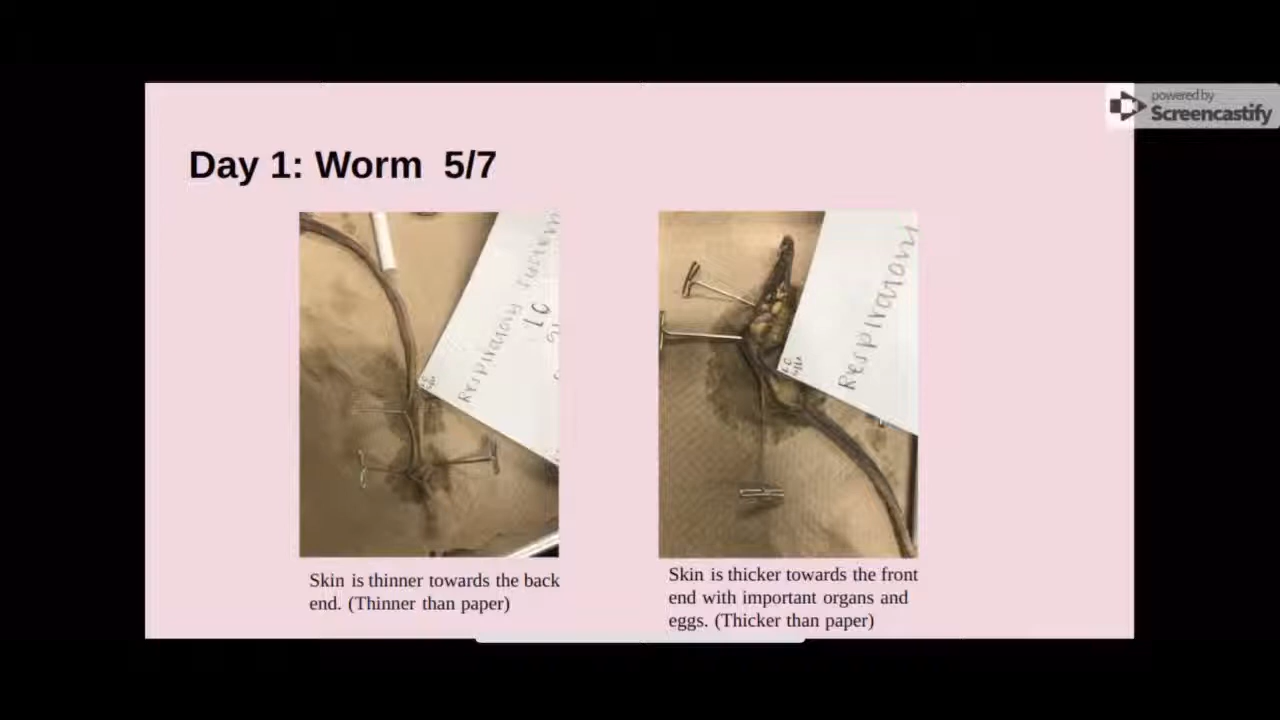 powered by
Screencastify
Day 1: Worm 5/7
Respiratory
LC
Respiratory
Skin is thinner towards the back
end. (Thinner than paper)
Skin is thicker towards the front
end with important organs and
eggs. (Thicker than paper)